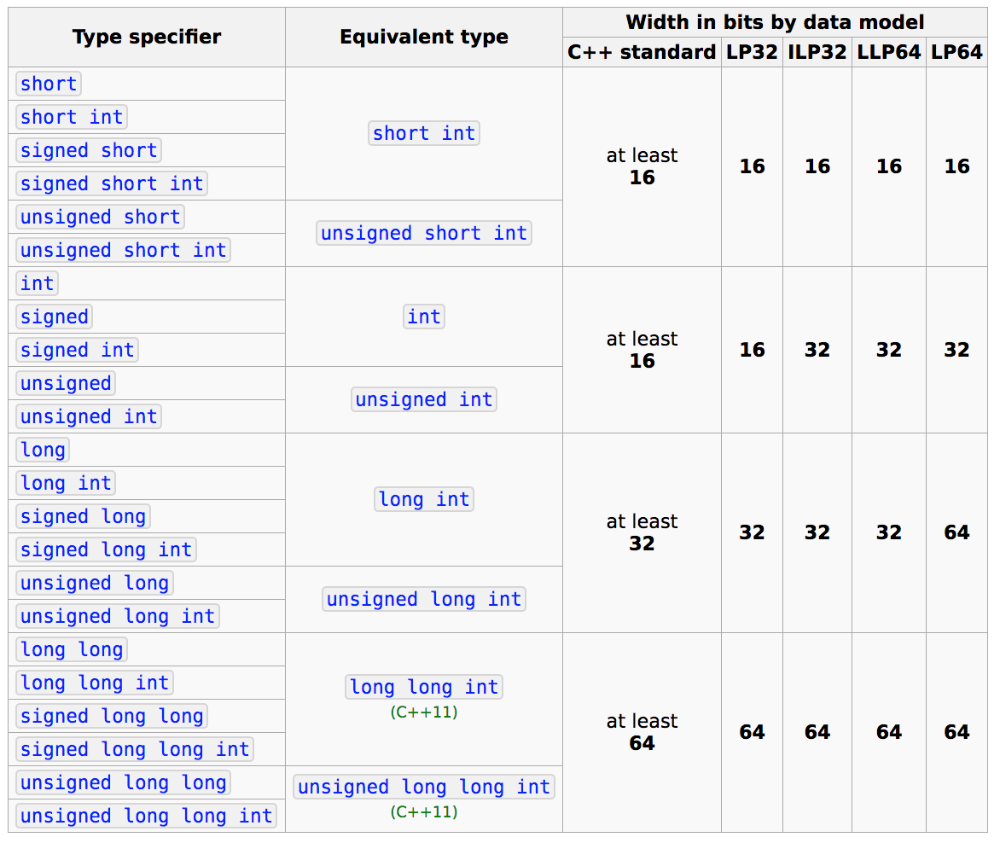 Type specifier Equivalent type Width in bits by data model
C++ standard LP32 ILP32 LLP64 LP64
short
short int
short int
signed short
at least
16 16 16 16 16
signed short int
unsigned short
unsigned short int
unsigned short int
int
signed
int
signed int
at least
16 16 32 32 32
unsigned
unsigned int
unsigned int
long
long int
long int
signed long
at least
32 32 32 32 64
signed long int
unsigned long
unsigned long int
unsigned long int
long long
long long int
long long int
(C++11)
signed long long
at least
64 64 64 64 64
signed long long int
unsigned long long
unsigned long long int
(C++11)
unsigned long long int